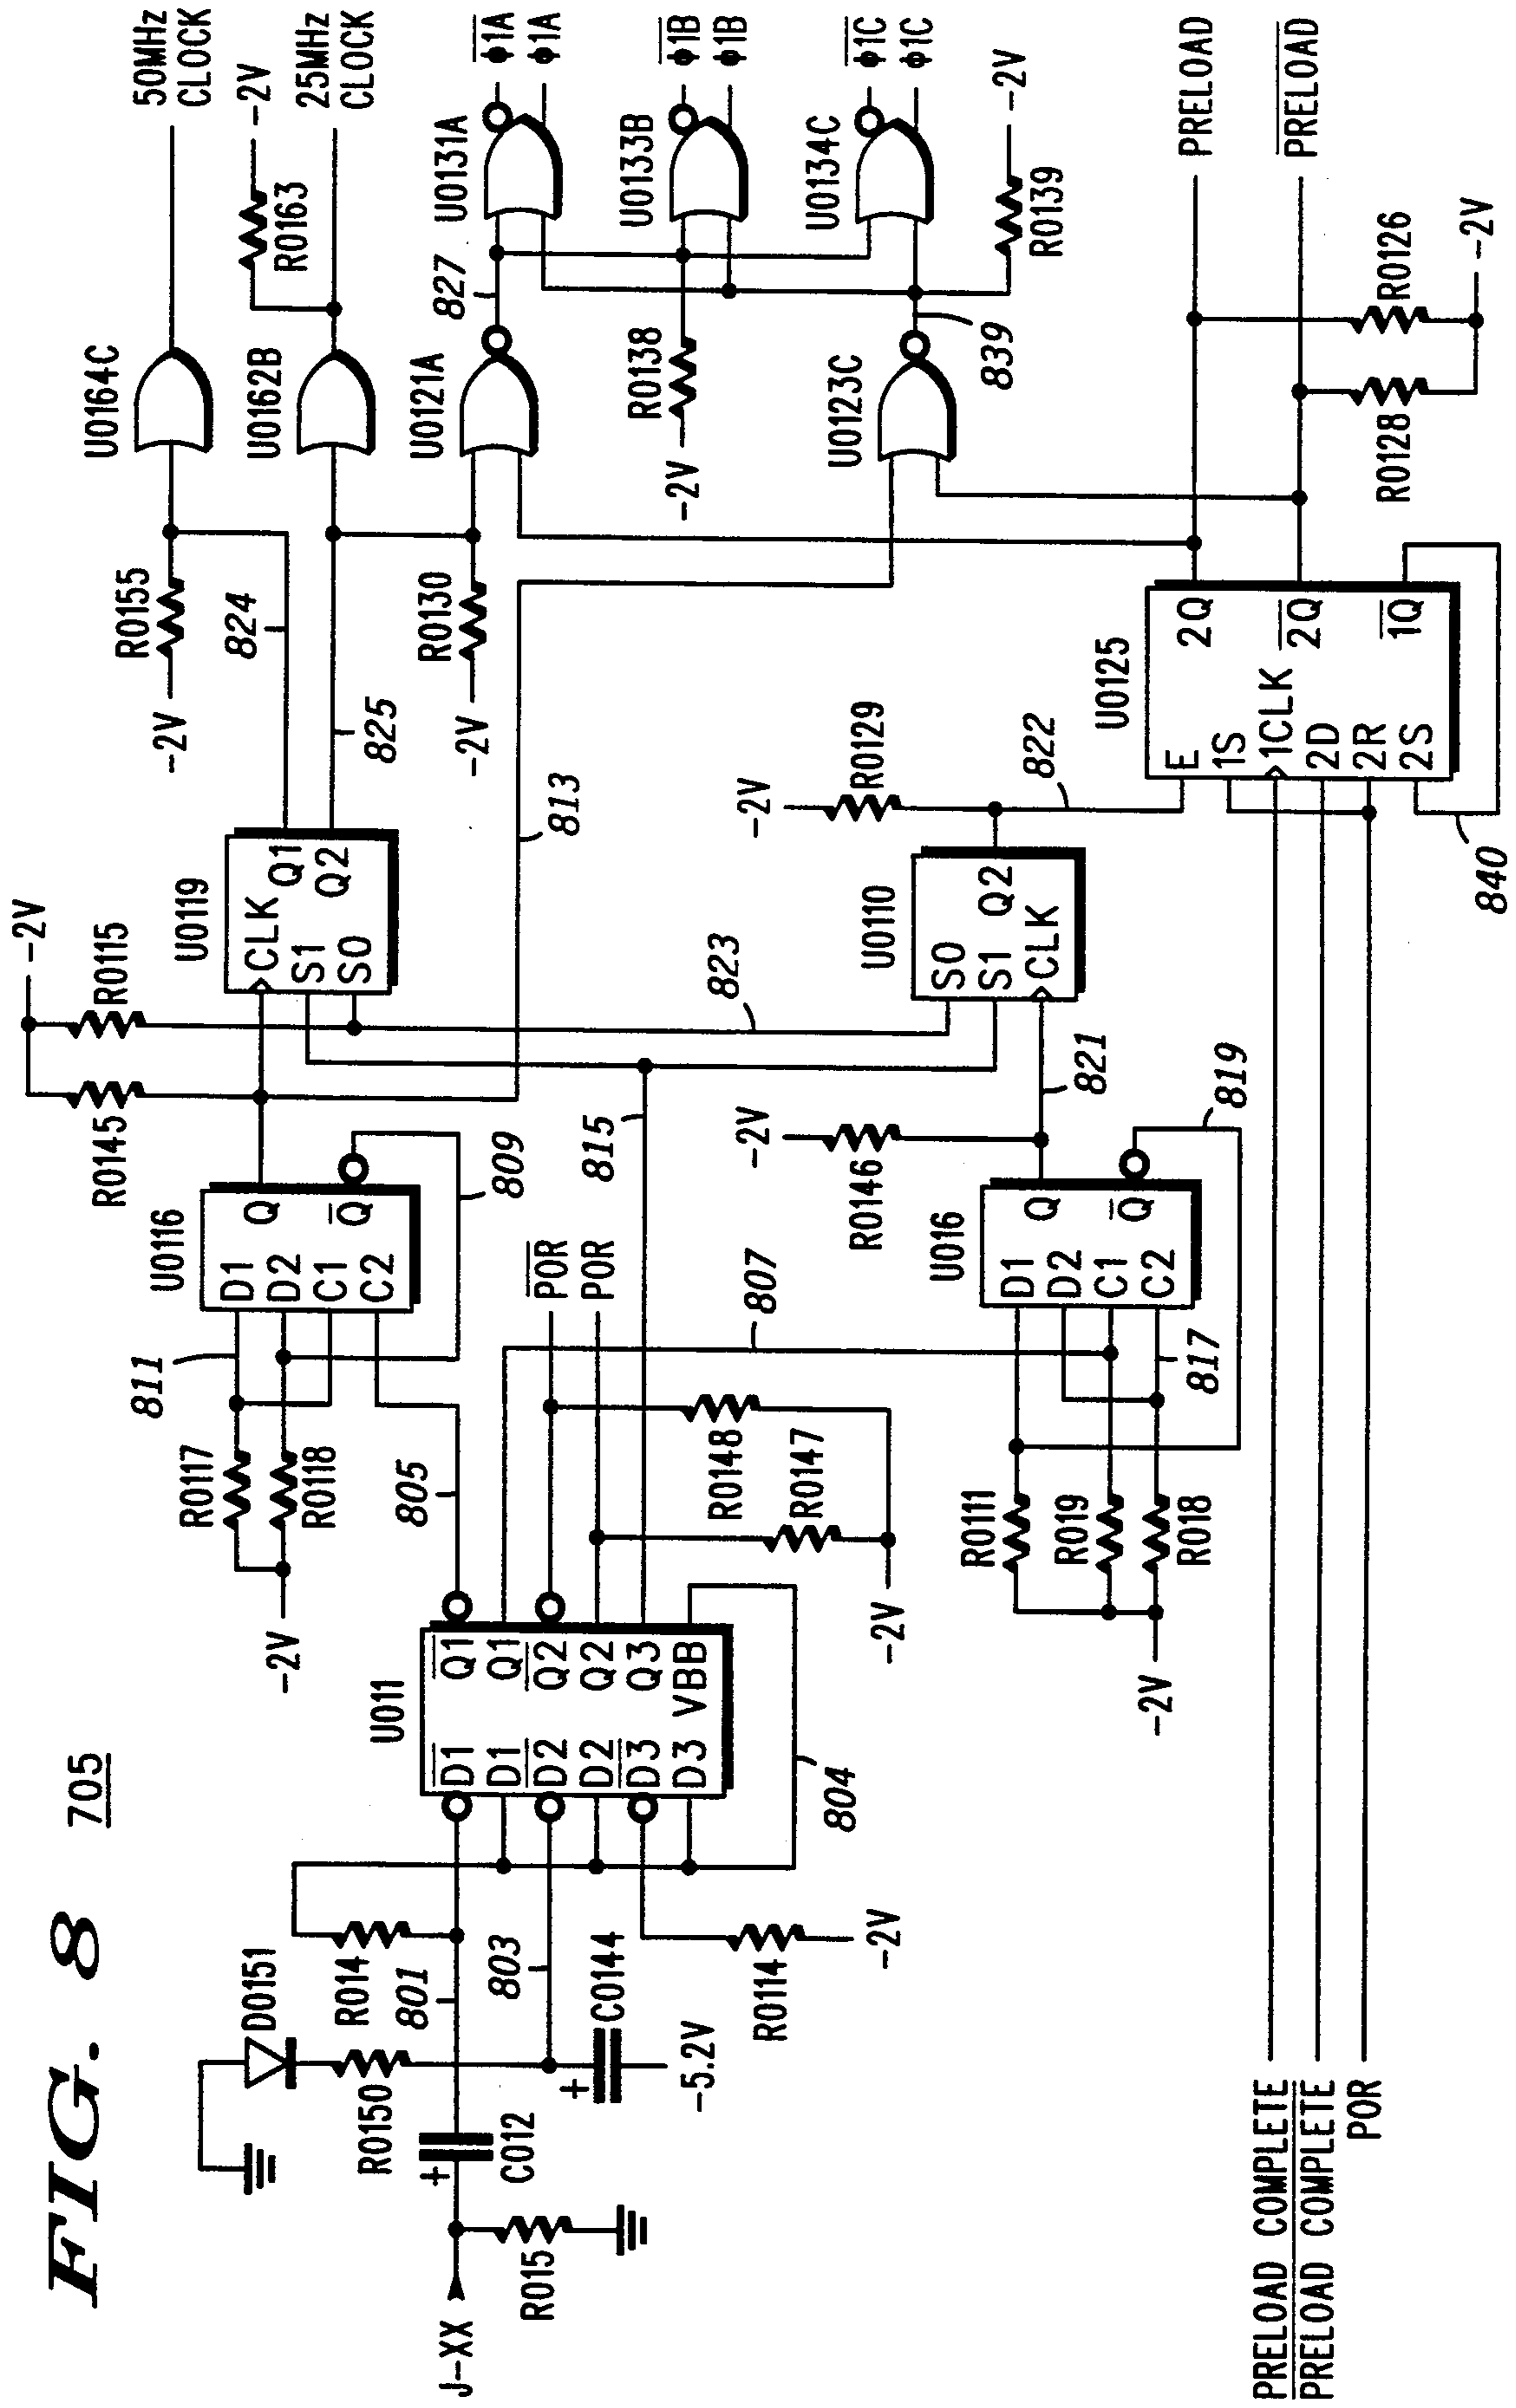 FIG. 8
705
50MHz
CLOCK
-2V
25MHz
CLOCK
R0163
U0164C
U0162B
R0155
-2V
824
825
φ1A
φ1A
U0131A
827
U0121A
R0130
-2V
φ1B
φ1B
U0133B
R0138
-2V
φ1C
φ1C
U0134C
-2V
R0139
839
U0123C
813
-2V
R0115
R0145
U0119
CLK Q1
S1 Q2
S0
823
U0116
D1 Q
D2
C1 Q
C2
809
811
R0117
R0118
-2V
805
POR
POR
815
807
R0148
R0147
-2V
U011
D1 Q1
D1 Q1
D2 Q2
D2 Q2
D3 Q3
D3 VBB
804
D0151
R014
801
803
R0150
C012
+
J-XX
R015
C0144
+
-5.2V
R0114
-2V
U0110
S0
S1 Q2
CLK
-2V
R0129
822
821
-2V
R0146
U016
D1 Q
D2
C1 Q
C2
819
817
R0111
R019
R018
-2V
U0125
E 2Q
1S
1CLK 2Q
2D
2R 1Q
2S
840
PRELOAD
PRELOAD
R0126
R0128
-2V
PRELOAD COMPLETE
PRELOAD COMPLETE
POR